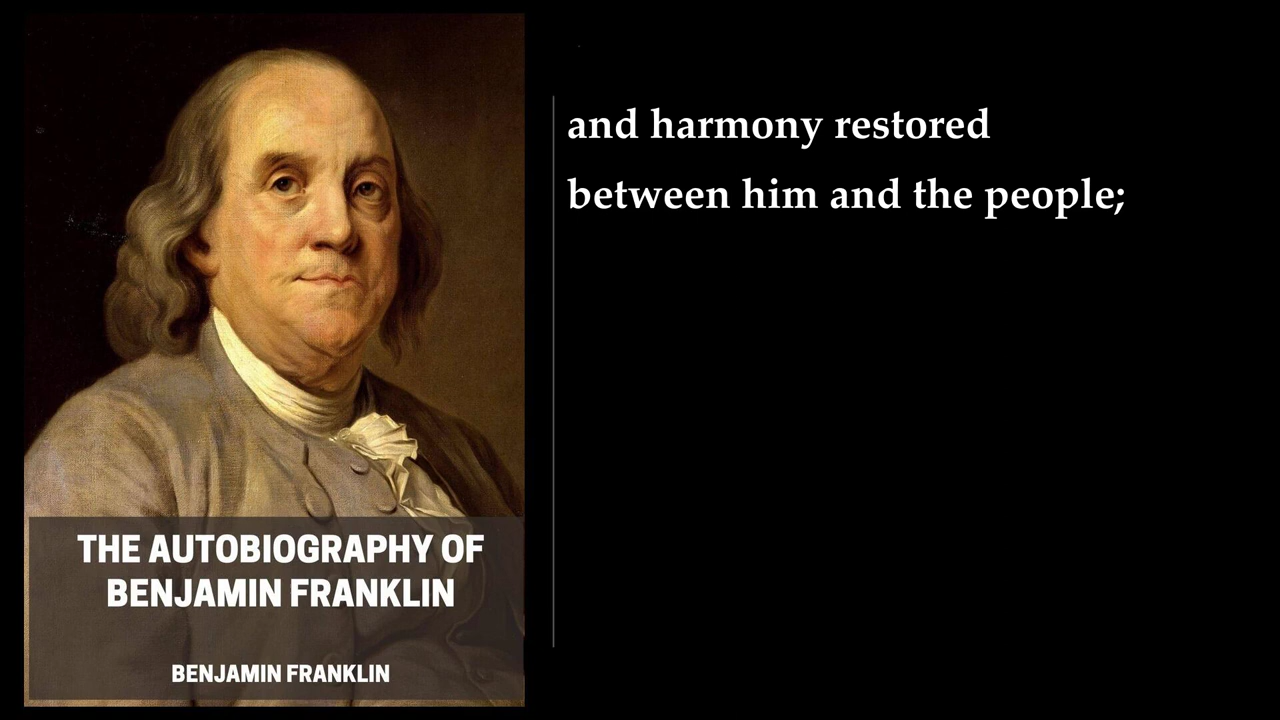 and harmony restored
between him and the people;
THE AUTOBIOGRAPHY OF
BENJAMIN FRANKLIN
BENJAMIN FRANKLIN